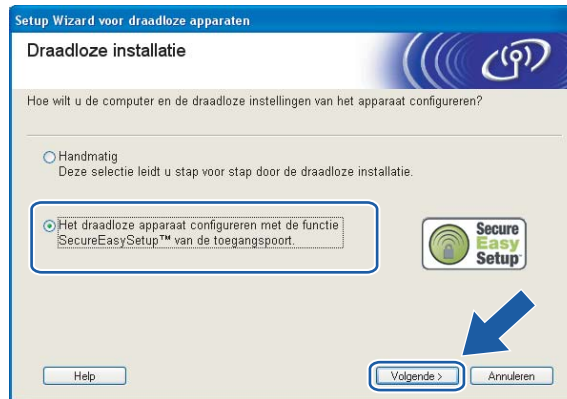 Setup Wizard voor draadloze apparaten
Draadloze installatie
Hoe wilt u de computer en de draadloze instellingen van het apparaat configureren?
Handmatig
Deze selectie leidt u stap voor stap door de draadloze installatie.
Het draadloze apparaat configureren met de functie
SecureEasySetup™ van de toegangspoort.
Secure
Easy
Setup™
Help
Volgende >
Annuleren